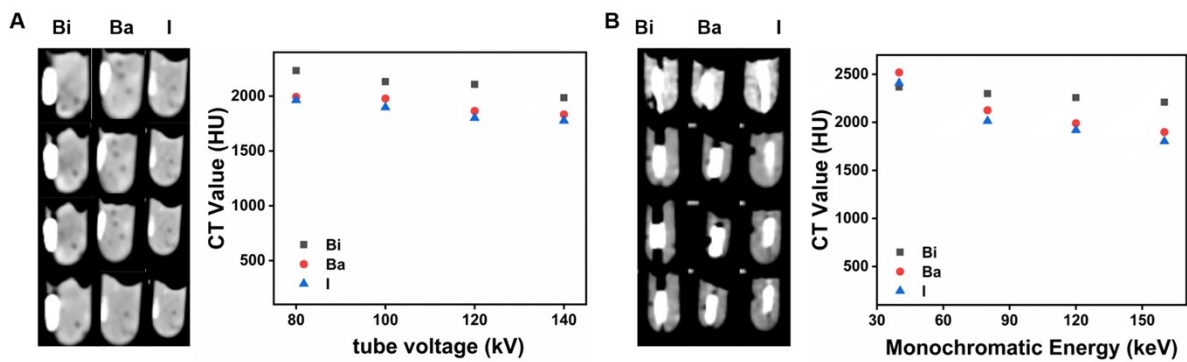 A
Bi Ba I
CT Value (HU)
2000
1500
1000
500
Bi
Ba
I
80 100 120 140
tube voltage (kV)
B
Bi Ba I
CT Value (HU)
2500
2000
1500
1000
500
Bi
Ba
I
30 60 90 120 150
Monochromatic Energy (keV)